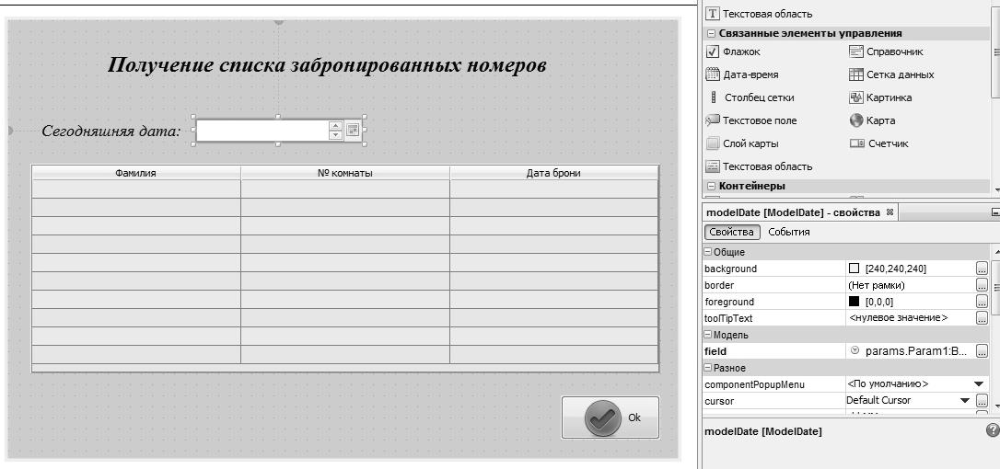 Получение списка забронированных номеров
Сегодняшняя дата:
Фамилия № комнаты Дата брони
Ok
Текстовая область
Связанные элементы управления
Флажок Справочник
Дата-время Сетка данных
Столбец сетки Картинка
Текстовое поле Карта
Слой карты Счетчик
Текстовая область
Контейнеры
modelDate [ModelDate] - свойства
Свойства События
Общие
background [240,240,240] ...
border (Нет рамки) ...
foreground [0,0,0] ...
toolTipText <нулевое значение> ...
Модель
field params.Param1:В... ...
Разное
componentPopupMenu <По умолчанию>
cursor Default Cursor ...
modelDate [ModelDate] ?